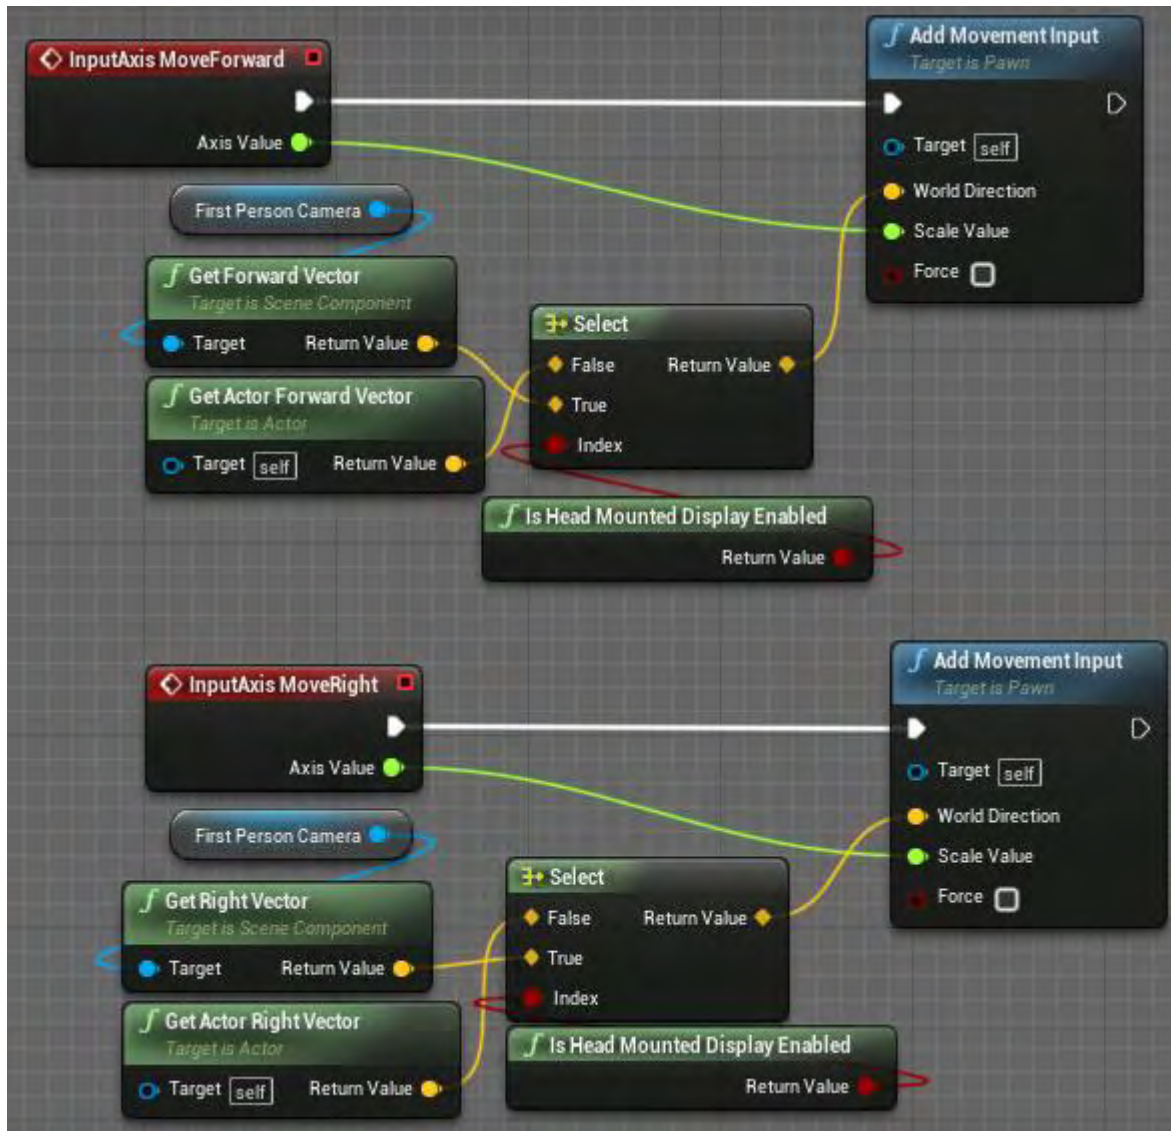 InputAxis MoveForward
Axis Value
Add Movement Input
Target is Pawn
Target self
World Direction
Scale Value
Force
First Person Camera
Get Forward Vector
Target is Scene Component
Target Return Value
Get Actor Forward Vector
Target is Actor
Target self Return Value
Select
False Return Value
True
Index
Is Head Mounted Display Enabled
Return Value
InputAxis MoveRight
Axis Value
Add Movement Input
Target is Pawn
Target self
World Direction
Scale Value
Force
First Person Camera
Get Right Vector
Target is Scene Component
Target Return Value
Get Actor Right Vector
Target is Actor
Target self Return Value
Select
False Return Value
True
Index
Is Head Mounted Display Enabled
Return Value